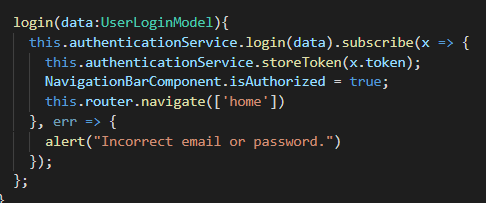 login(data:UserLoginModel){
this.authenticationService.login(data).subscribe(x => {
this.authenticationService.storeToken(x.token);
NavigationBarComponent.isAuthorized = true;
this.router.navigate(['home'])
}, err => {
alert("Incorrect email or password.")
});
};
}